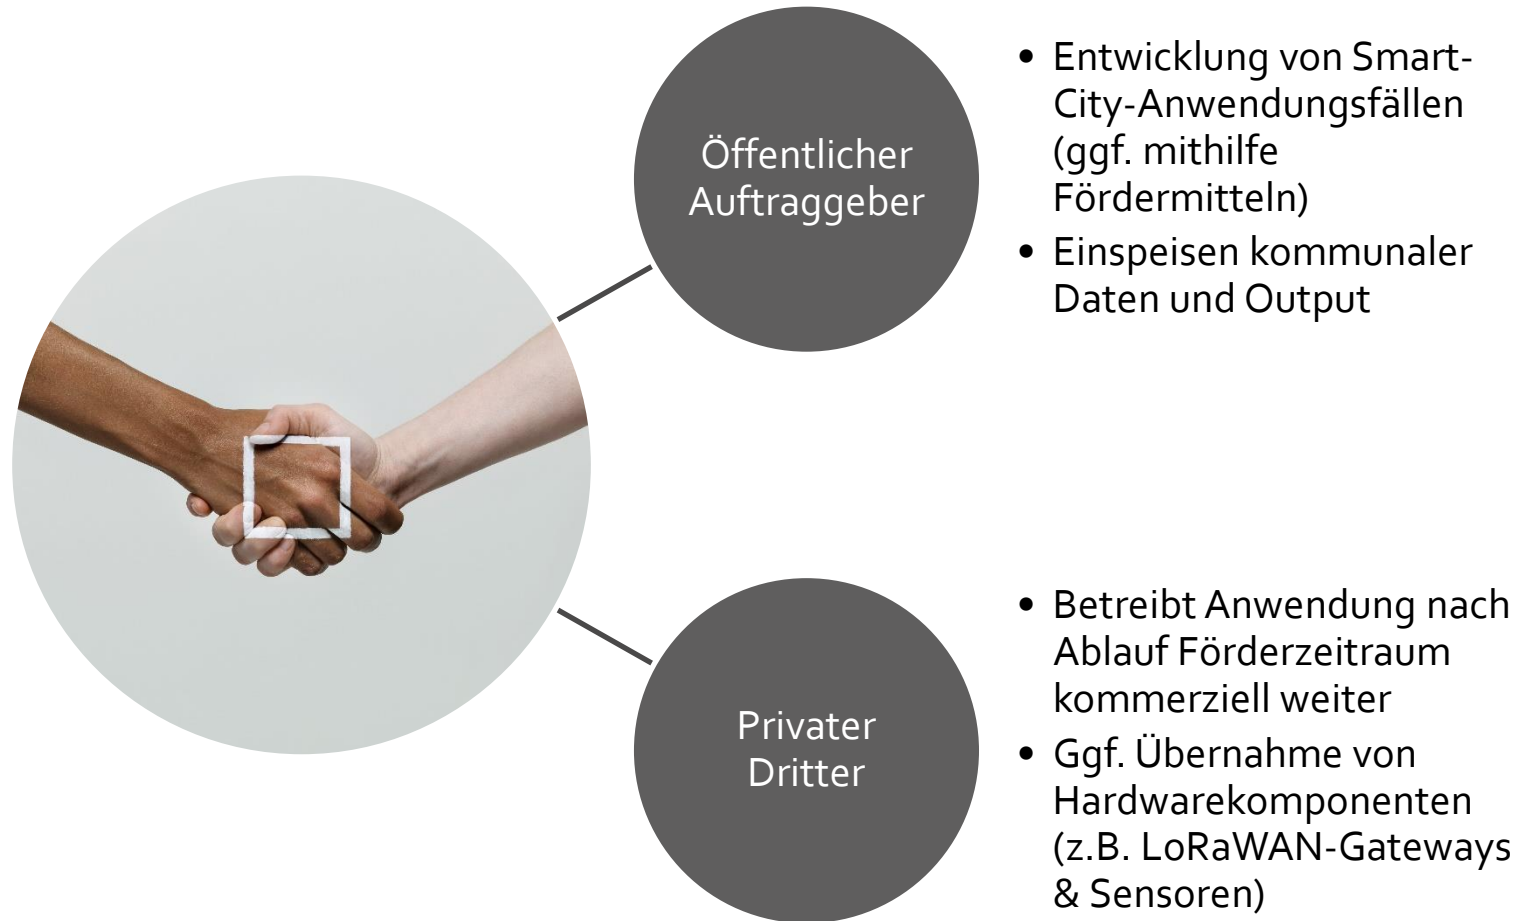 Öffentlicher
Auftraggeber
• Entwicklung von Smart-
City-Anwendungsfällen
(ggf. mithilfe
Fördermitteln)
• Einspeisen kommunaler
Daten und Output
Privater
Dritter
• Betreibt Anwendung nach
Ablauf Förderzeitraum
kommerziell weiter
• Ggf. Übernahme von
Hardwarekomponenten
(z.B. LoRaWAN-Gateways
& Sensoren)